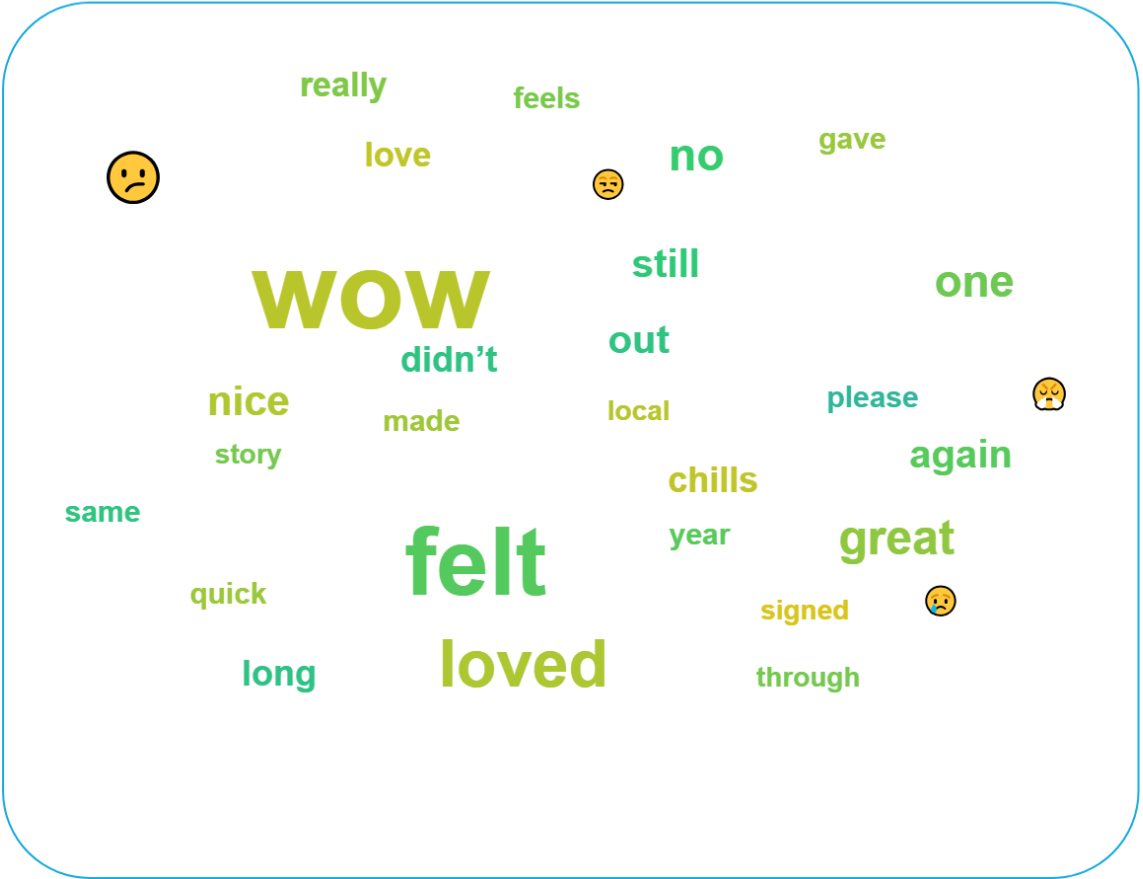 really
feels
love
no
gave
wow
still
one
didn’t
out
nice
made
local
please
story
chills
again
same
felt
year
great
quick
signed
long
loved
through